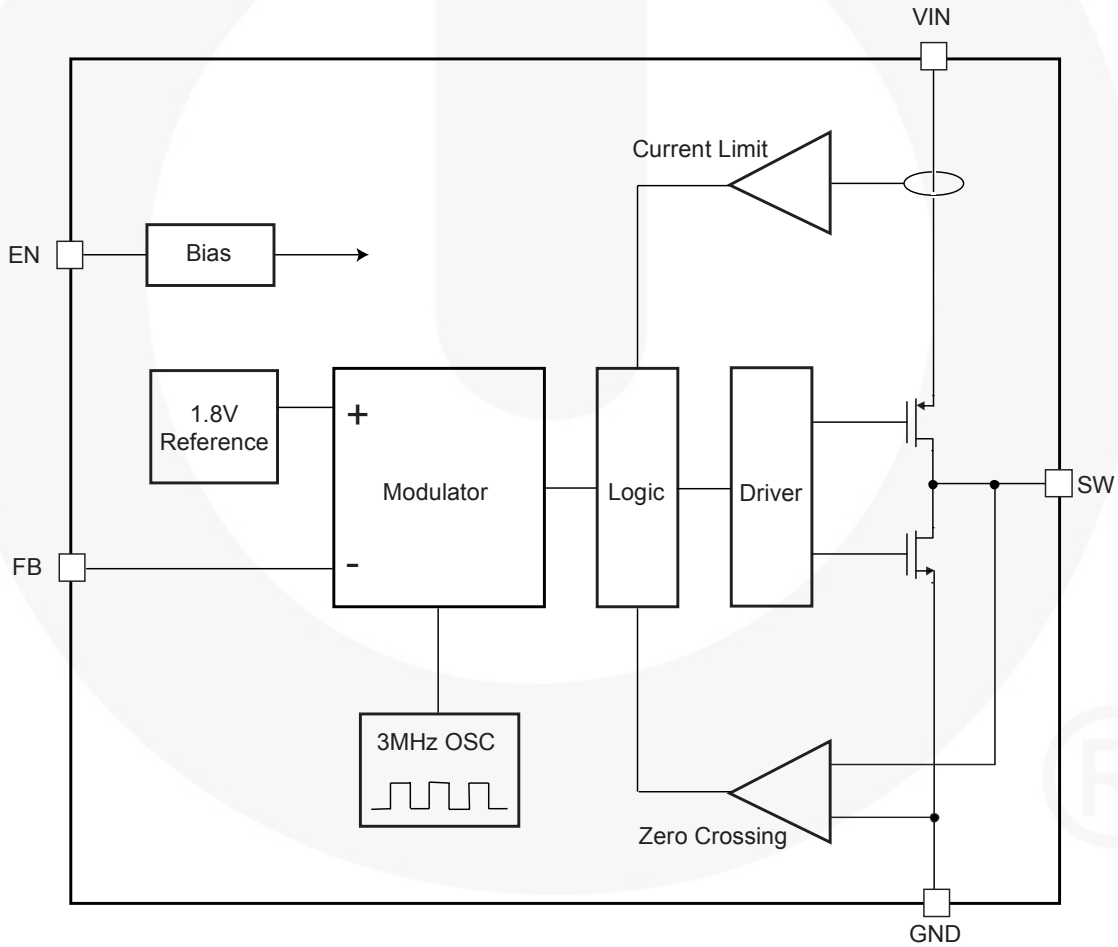 VIN
Current Limit
EN
Bias
1.8V
Reference
+
Modulator
Logic
Driver
SW
FB
-
3MHz OSC
Zero Crossing
GND
®